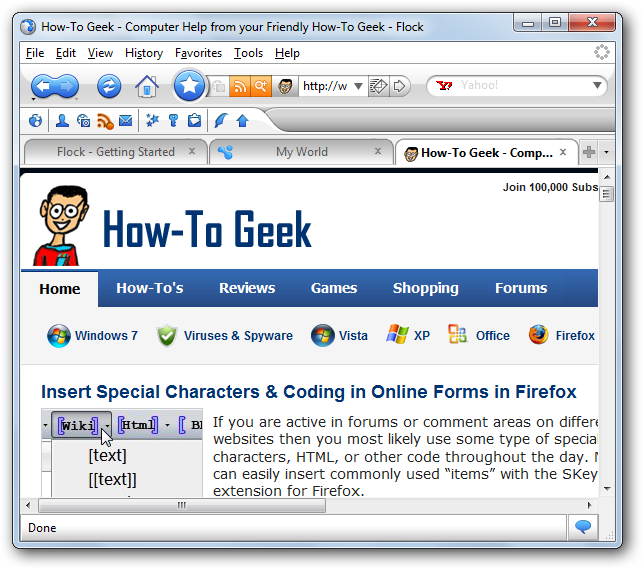 How-To Geek - Computer Help from your Friendly How-To Geek - Flock
File Edit View History Favorites Tools Help
http://w Yahoo!
Flock - Getting Started My World How-To Geek - Comp...
Join 100,000 Subs
How-To Geek
Home How-To's Reviews Games Shopping Forums
Windows 7 Viruses & Spyware Vista XP Office Firefox
Insert Special Characters & Coding in Online Forms in Firefox
[Wiki] [Html] [ B
[text]
[[text]]
If you are active in forums or comment areas on differe
websites then you most likely use some type of specia
characters, HTML, or other code throughout the day. N
can easily insert commonly used “items” with the SKey
extension for Firefox.
Done